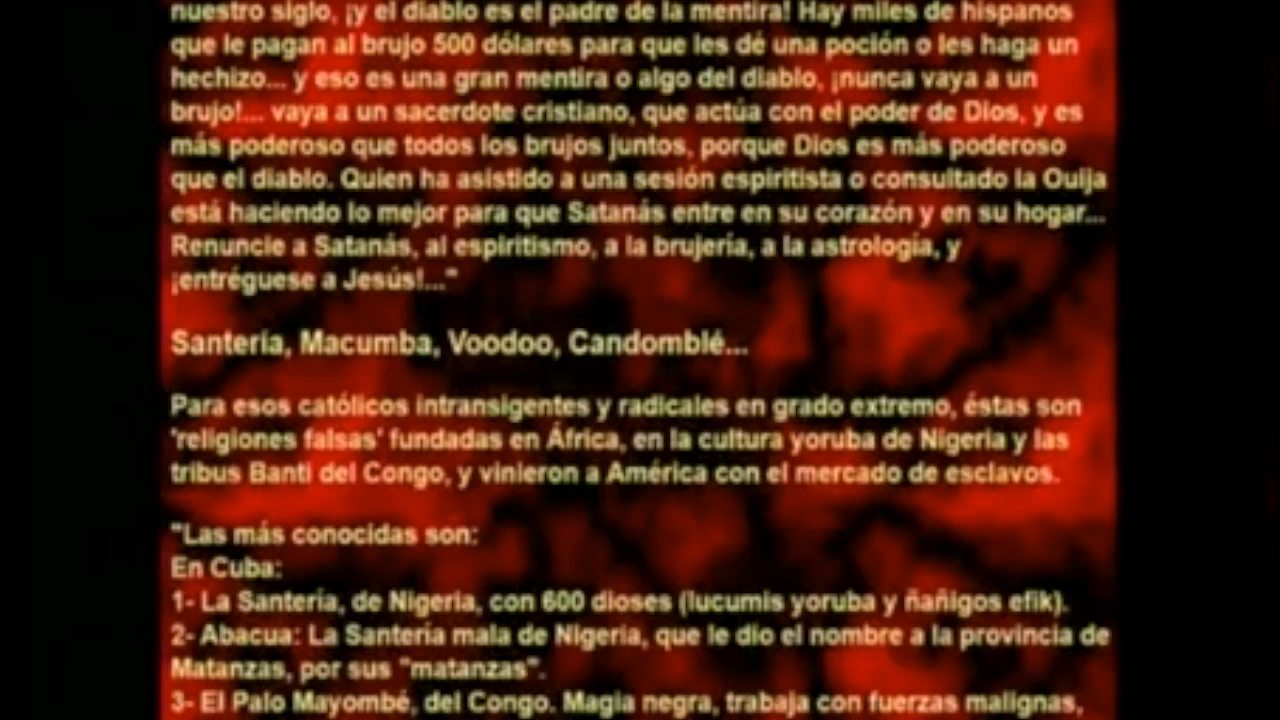 nuestro siglo, ¡y el diablo es el padre de la mentira! Hay miles de hispanos
que le pagan al brujo 500 dólares para que les dé una poción o les haga un
hechizo... y eso es una gran mentira o algo del diablo, ¡nunca vaya a un
brujo!... vaya a un sacerdote cristiano, que actúa con el poder de Dios, y es
más poderoso que todos los brujos juntos, porque Dios es más poderoso
que el diablo. Quien ha asistido a una sesión espiritista o consultado la Ouija
está haciendo lo mejor para que Satanás entre en su corazón y en su hogar...
Renuncie a Satanás, al espiritismo, a la brujería, a la astrología, y
¡entréguese a Jesús!..."
Santería, Macumba, Voodoo, Candomblé...
Para esos católicos intransigentes y radicales en grado extremo, éstas son
'religiones falsas' fundadas en África, en la cultura yoruba de Nigeria y las
tribus Banti del Congo, y vinieron a América con el mercado de esclavos.
"Las más conocidas son:
En Cuba:
1- La Santería, de Nigeria, con 600 dioses (lucumis yoruba y ñañigos efik).
2- Abacua: La Santería mala de Nigeria, que le dio el nombre a la provincia de
Matanzas, por sus "matanzas".
3- El Palo Mayombé, del Congo. Magia negra, trabaja con fuerzas malignas,